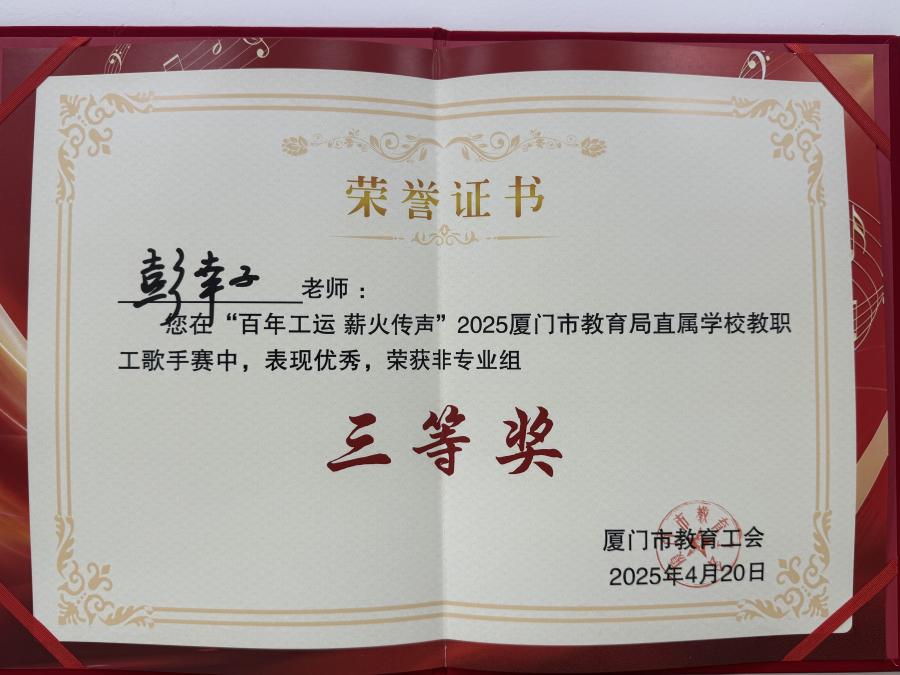 荣誉证书
彭幸子老师：
您在“百年工运 薪火传声”2025厦门市教育局直属学校教职
工歌手赛中，表现优秀，荣获非专业组
三等奖
厦门市教育工会
2025年4月20日